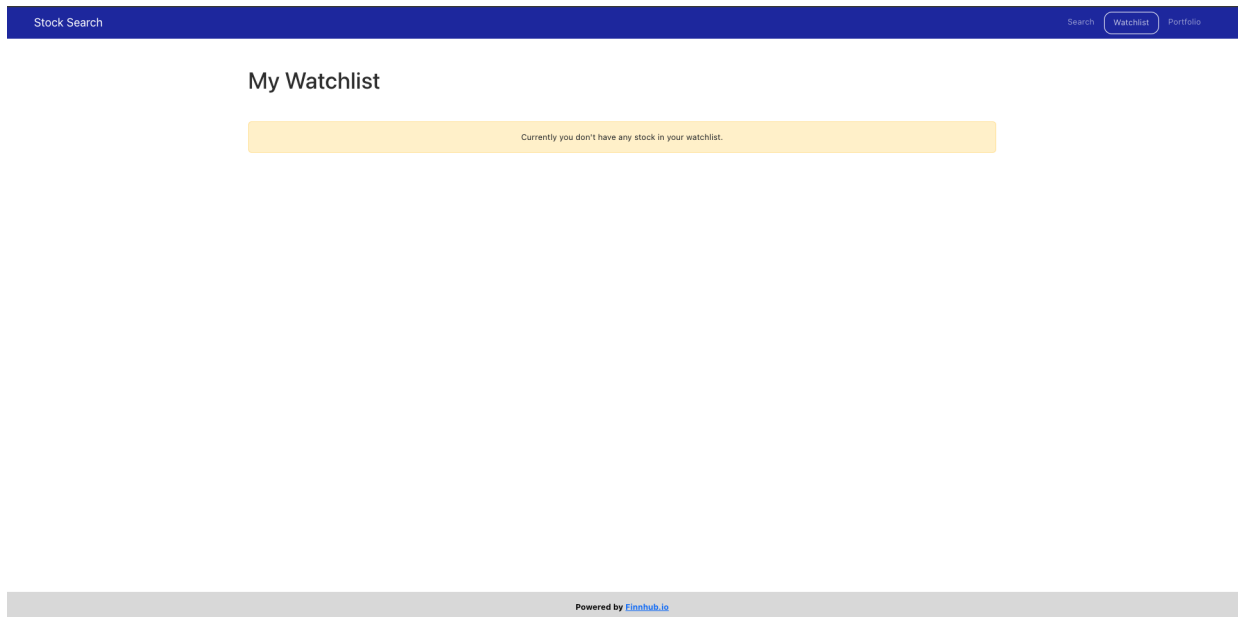 Stock Search
Search Watchlist Portfolio
My Watchlist
Currently you don't have any stock in your watchlist.
Powered by Finnhub.io